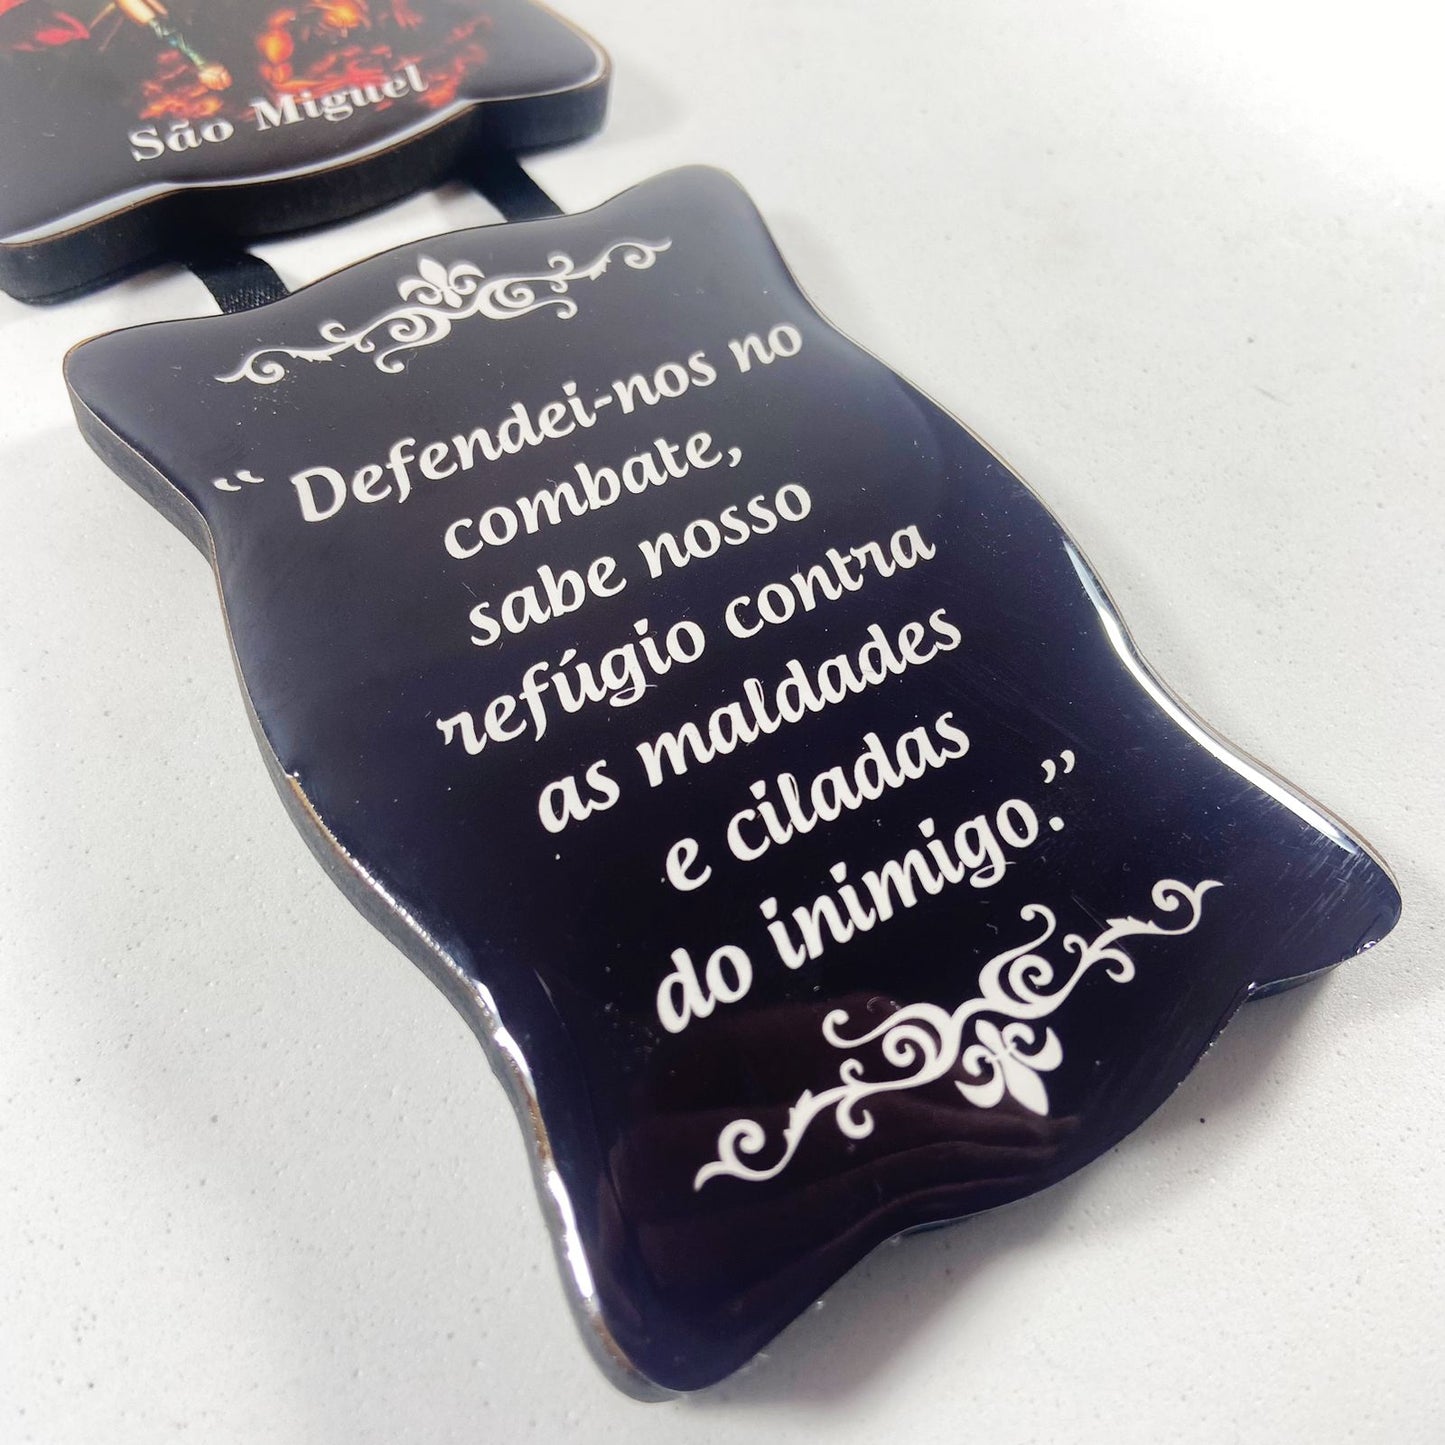 São Miguel
“ Defendei-nos no
combate,
sabe nosso
refúgio contra
as maldades
e ciladas
do inimigo.”